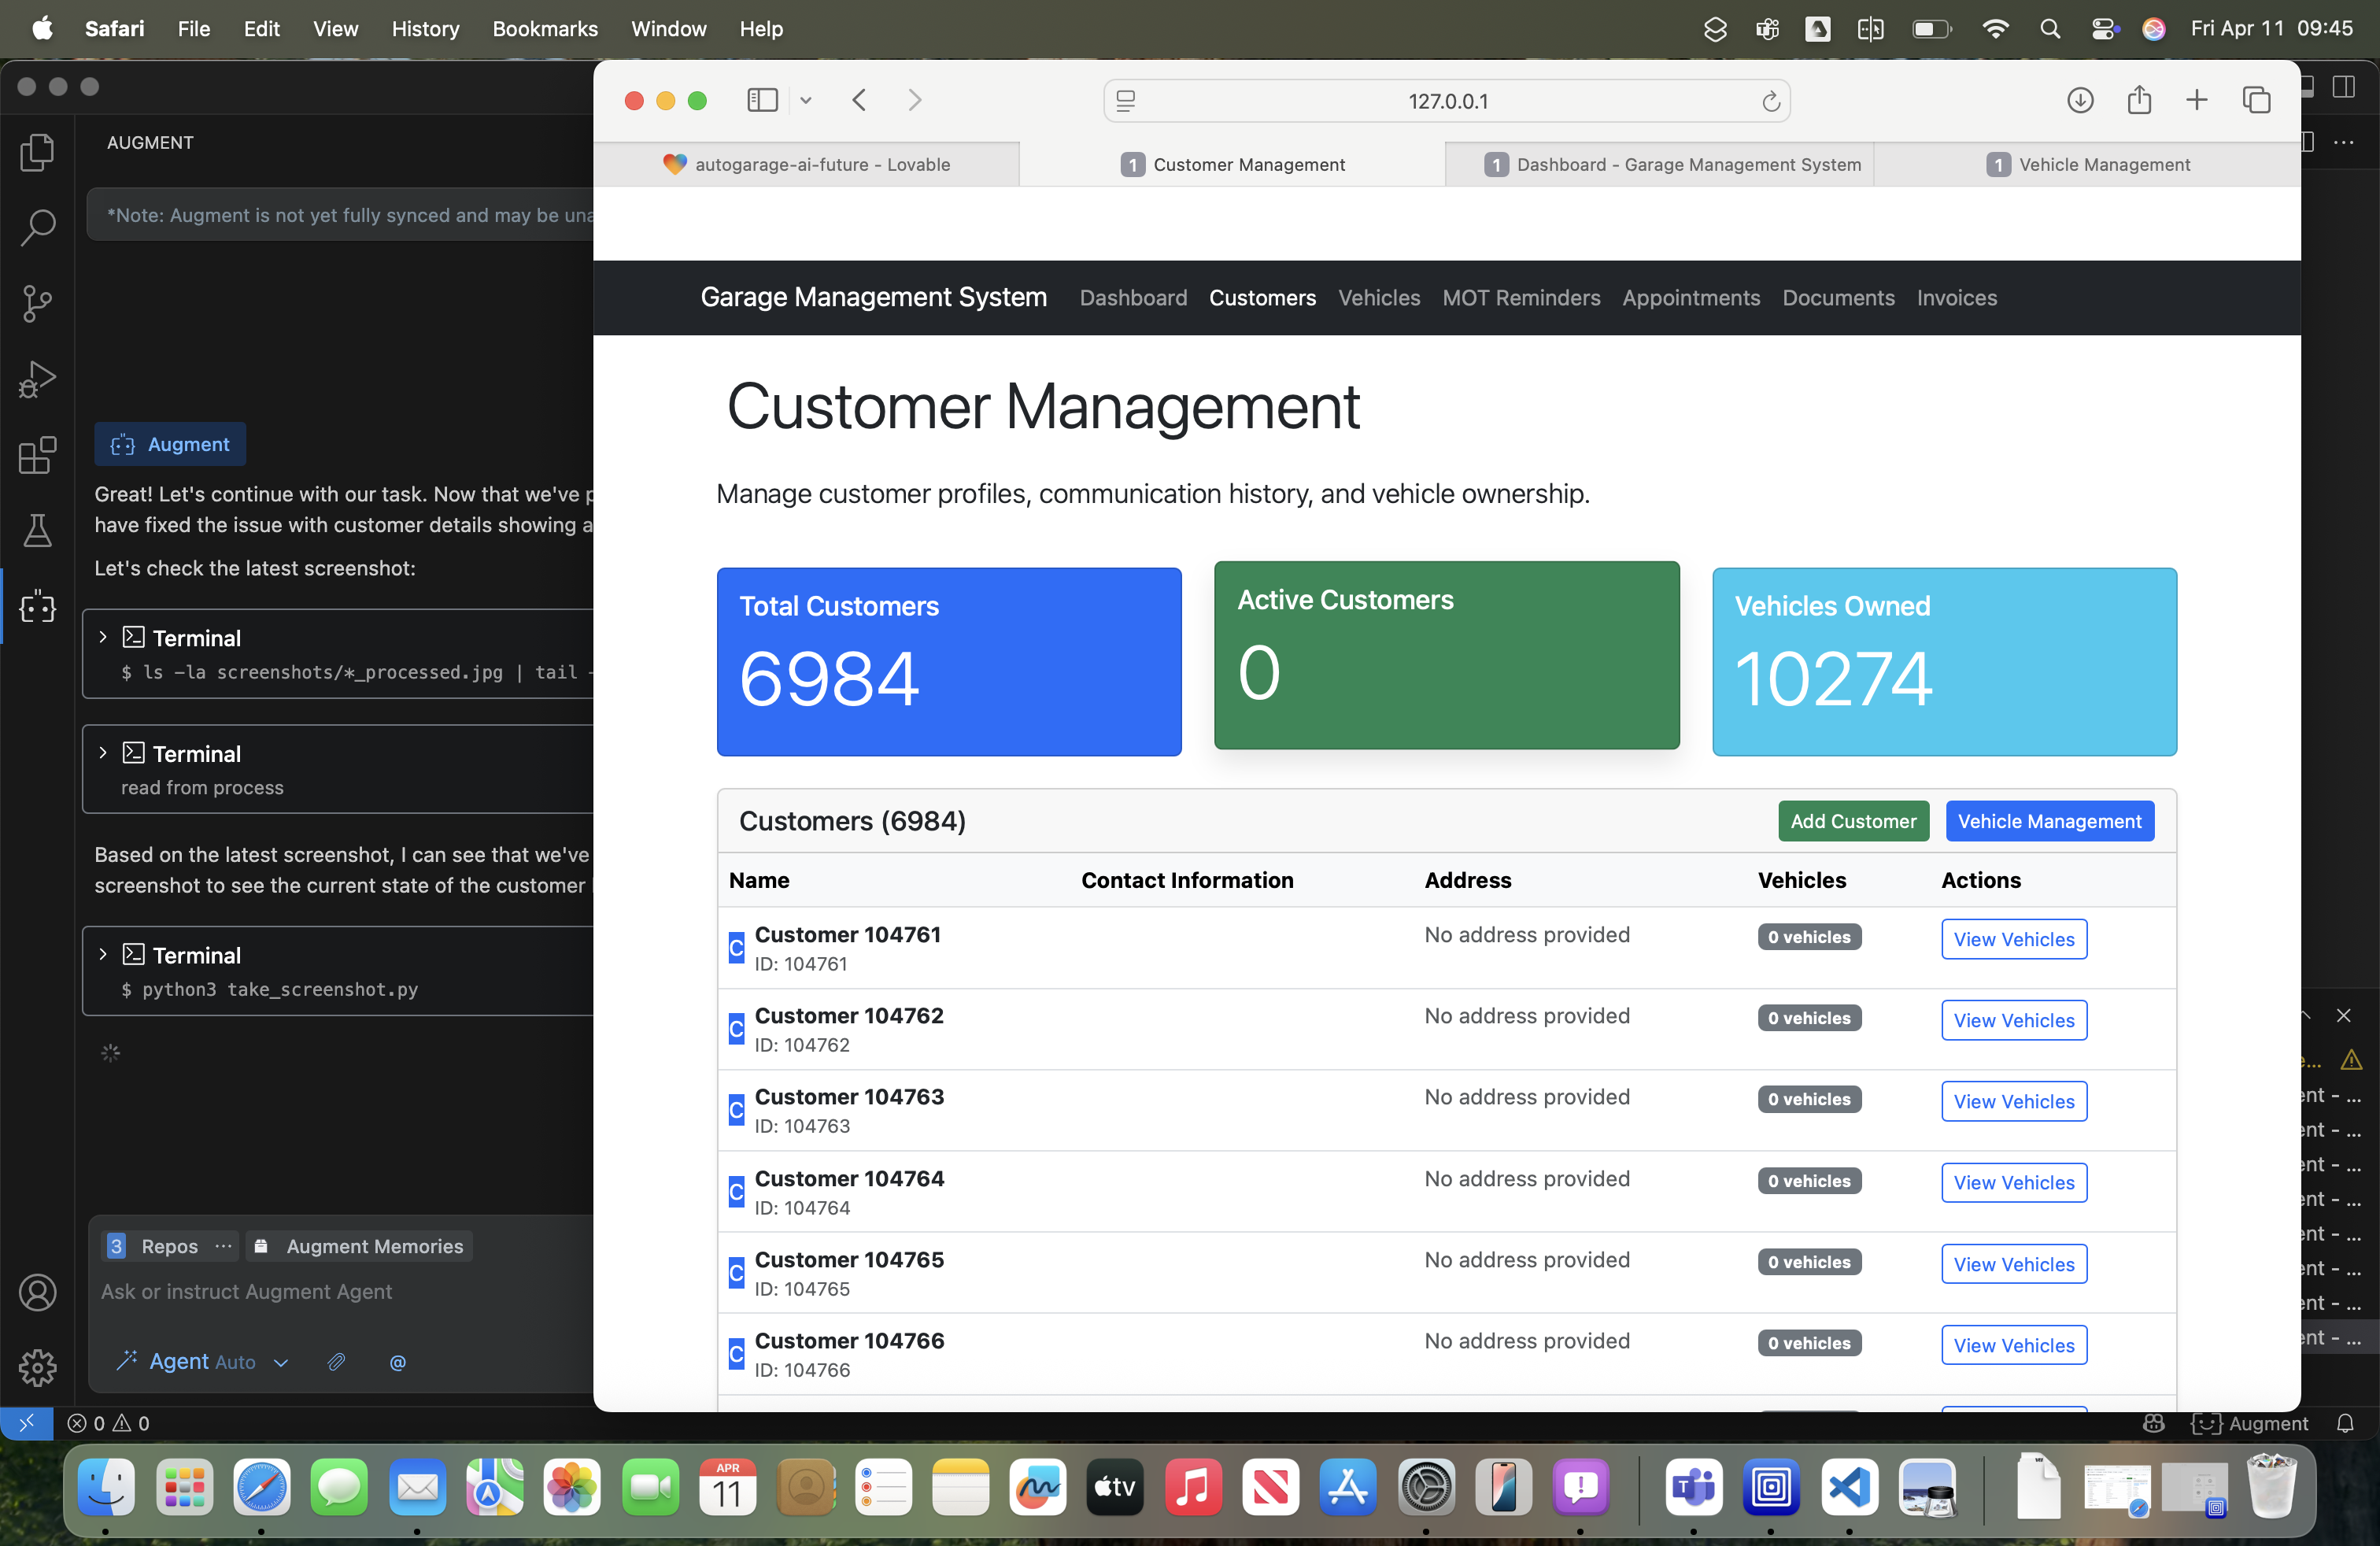 Safari File Edit View History Bookmarks Window Help
Fri Apr 11 09:45
AUGMENT
*Note: Augment is not yet fully synced and may be una
Augment
Great! Let's continue with our task. Now that we've p
have fixed the issue with customer details showing a
Let's check the latest screenshot:
Terminal
$ ls -la screenshots/*_processed.jpg | tail -
Terminal
read from process
Based on the latest screenshot, I can see that we've
screenshot to see the current state of the customer
Terminal
$ python3 take_screenshot.py
3 Repos ... Augment Memories
Ask or instruct Augment Agent
Agent Auto @
0 0
127.0.0.1
autogarage-ai-future - Lovable
1 Customer Management
1 Dashboard - Garage Management System
1 Vehicle Management
Garage Management System Dashboard Customers Vehicles MOT Reminders Appointments Documents Invoices
Customer Management
Manage customer profiles, communication history, and vehicle ownership.
Total Customers
6984
Active Customers
0
Vehicles Owned
10274
Customers (6984) Add Customer Vehicle Management
Name Contact Information Address Vehicles Actions
C Customer 104761 No address provided 0 vehicles View Vehicles
ID: 104761
C Customer 104762 No address provided 0 vehicles View Vehicles
ID: 104762
C Customer 104763 No address provided 0 vehicles View Vehicles
ID: 104763
C Customer 104764 No address provided 0 vehicles View Vehicles
ID: 104764
C Customer 104765 No address provided 0 vehicles View Vehicles
ID: 104765
C Customer 104766 No address provided 0 vehicles View Vehicles
ID: 104766
e...
ent - ...
ent - ...
ent - ...
ent - ...
ent - ...
ent - ...
ent - ...
ent - ...
Augment
APR
11
tv